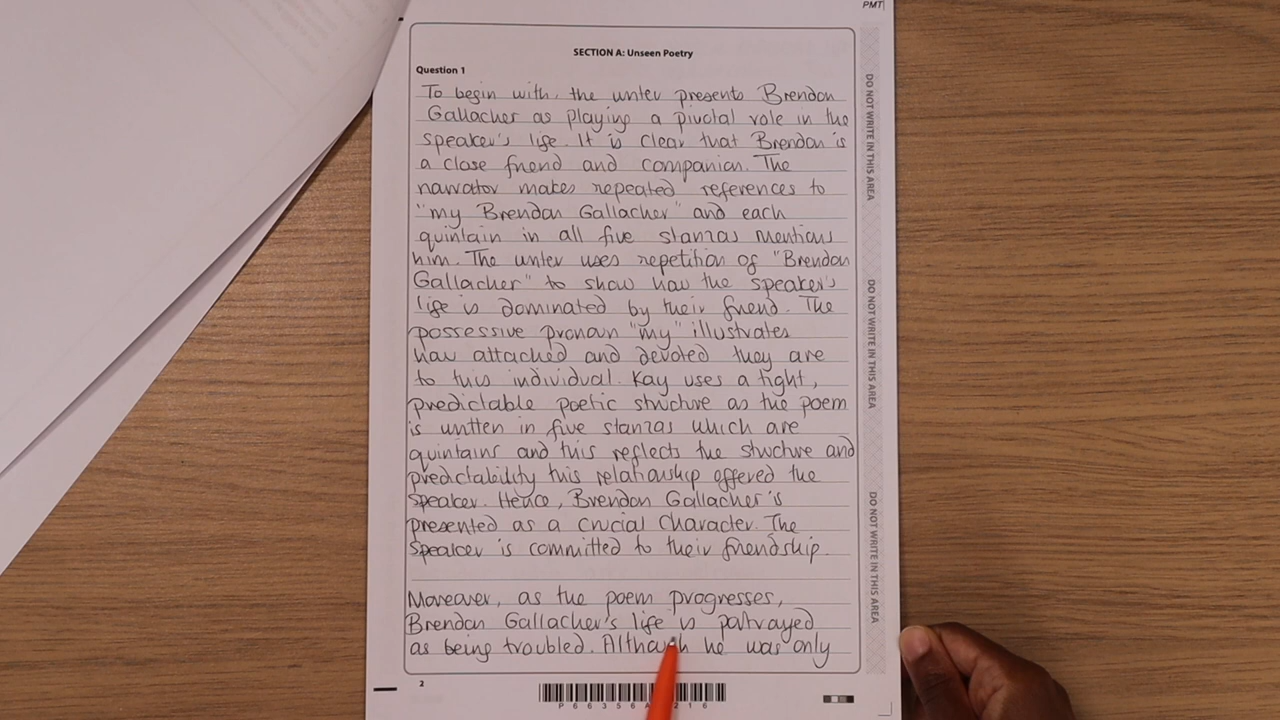 PMT
SECTION A: Unseen Poetry
Question 1
To begin with, the writer presents Brendon
Gallacher as playing a pivotal role in the
speaker's life. It is clear that Brendon is
a close friend and companion. The
narrator makes repeated references to
"my Brendon Gallacher" and each
quintain in all five stanzas mentions
him. The writer uses repetition of "Brendon
Gallacher" to show how the speaker's
life is dominated by their friend. The
possessive pronoun "my" illustrates
how attached and devoted they are
to this individual. Kay uses a tight,
predictable poetic structure as the poem
is written in five stanzas which are
quintains and this reflects the structure and
predictability this relationship offered the
speaker. Hence, Brendon Gallacher is
presented as a crucial character. The
speaker is committed to their friendship.
Moreover, as the poem progresses,
Brendon Gallacher's life is portrayed
as being troubled. Although he was only
DO NOT WRITE IN THIS AREA
DO NOT WRITE IN THIS AREA
DO NOT WRITE IN THIS AREA
2